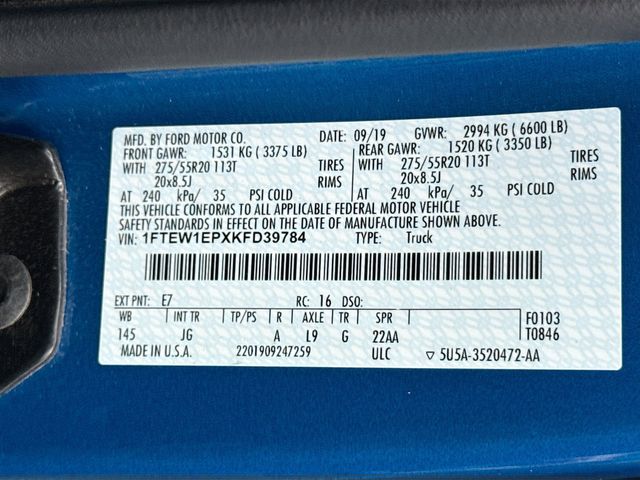 MFD. BY FORD MOTOR CO. DATE: 09/19 GVWR: 2994 KG ( 6600 LB)
FRONT GAWR: 1531 KG ( 3375 LB) REAR GAWR: 1520 KG ( 3350 LB)
WITH 275/55R20 113T TIRES WITH 275/55R20 113T TIRES
20x8.5J RIMS 20x8.5J RIMS
AT 240 kPa/ 35 PSI COLD AT 240 kPa/ 35 PSI COLD
THIS VEHICLE CONFORMS TO ALL APPLICABLE FEDERAL MOTOR VEHICLE
SAFETY STANDARDS IN EFFECT ON THE DATE OF MANUFACTURE SHOWN ABOVE.
VIN: 1FTEW1EPXKFD39784 TYPE: Truck
EXT PNT: E7 RC: 16 DSO:
WB INT TR TP/PS R AXLE TR SPR F0103
145 JG A L9 G 22AA T0846
MADE IN U.S.A. 2201909247259 ULC ▽ 5U5A-3520472-AA